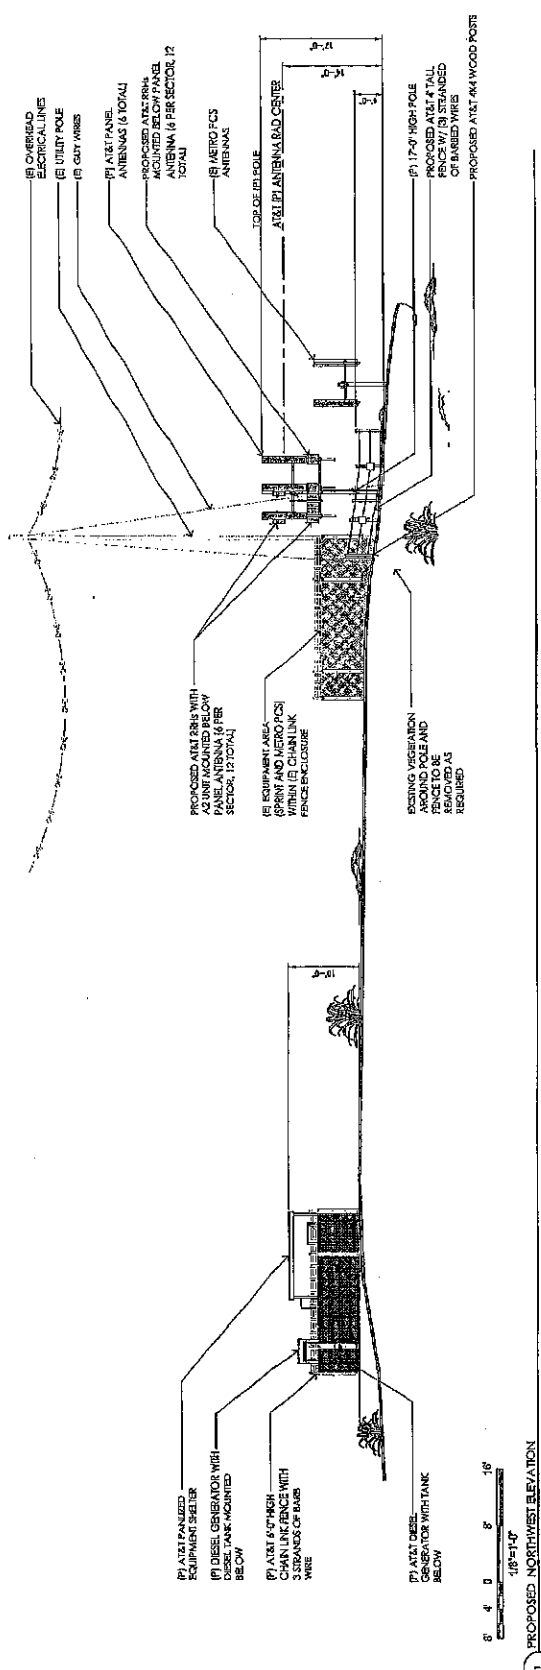 (P) AT&T PANELIZED
EQUIPMENT SHELTER
(P) DIESEL GENERATOR WITH
DIESEL TANK MOUNTED
BELOW
(P) AT&T 6'-0" HIGH
CHAIN LINK FENCE WITH
3 STRANDS OF BARB
WIRE
(P) AT&T DIESEL
GENERATOR WITH TANK
BELOW
10'-0"
PROPOSED AT&T RRHs WITH
A2 UNIT MOUNTED BELOW
PANEL ANTENNA (6 PER
SECTOR, 12 TOTAL)
(E) EQUIPMENT AREA
(SPRINT AND METRO PCS)
WITHIN (E) CHAIN LINK
FENCE ENCLOSURE
EXISTING VEGETATION
AROUND POLE AND
FENCE TO BE
REMOVED AS
REQUIRED
(E) OVERHEAD
ELECTRICAL LINES
(E) UTILITY POLE
(E) GUY WIRES
(P) AT&T PANEL
ANTENNAS (6 TOTAL)
PROPOSED AT&T RRHs
MOUNTED BELOW PANEL
ANTENNA (6 PER SECTOR, 12
TOTAL)
(E) METRO PCS
ANTENNAS
TOP OF (P) POLE
AT&T (P) ANTENNA RAD CENTER
17'-0"
14'-0"
(P) 17'-0" HIGH POLE
PROPOSED AT&T 4' TALL
FENCE W/ (3) STRANDED
OF BARBED WIRES
PROPOSED AT&T 4X4 WOOD POSTS
8' 4' 0 8' 16'
1/8"=1'-0"
PROPOSED NORTHWEST ELEVATION
1